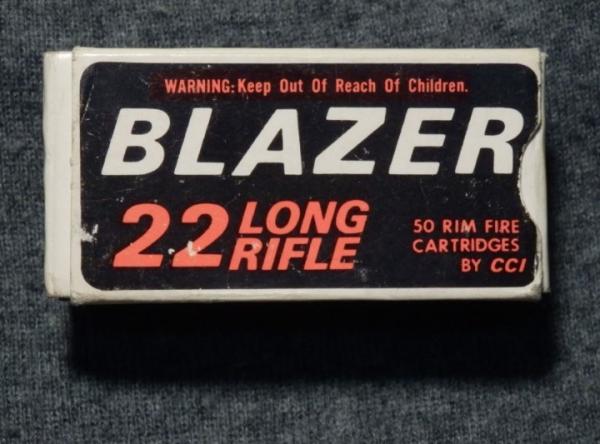 WARNING: Keep Out Of Reach Of Children.
BLAZER
22 LONG RIFLE
50 RIM FIRE
CARTRIDGES
BY CCI